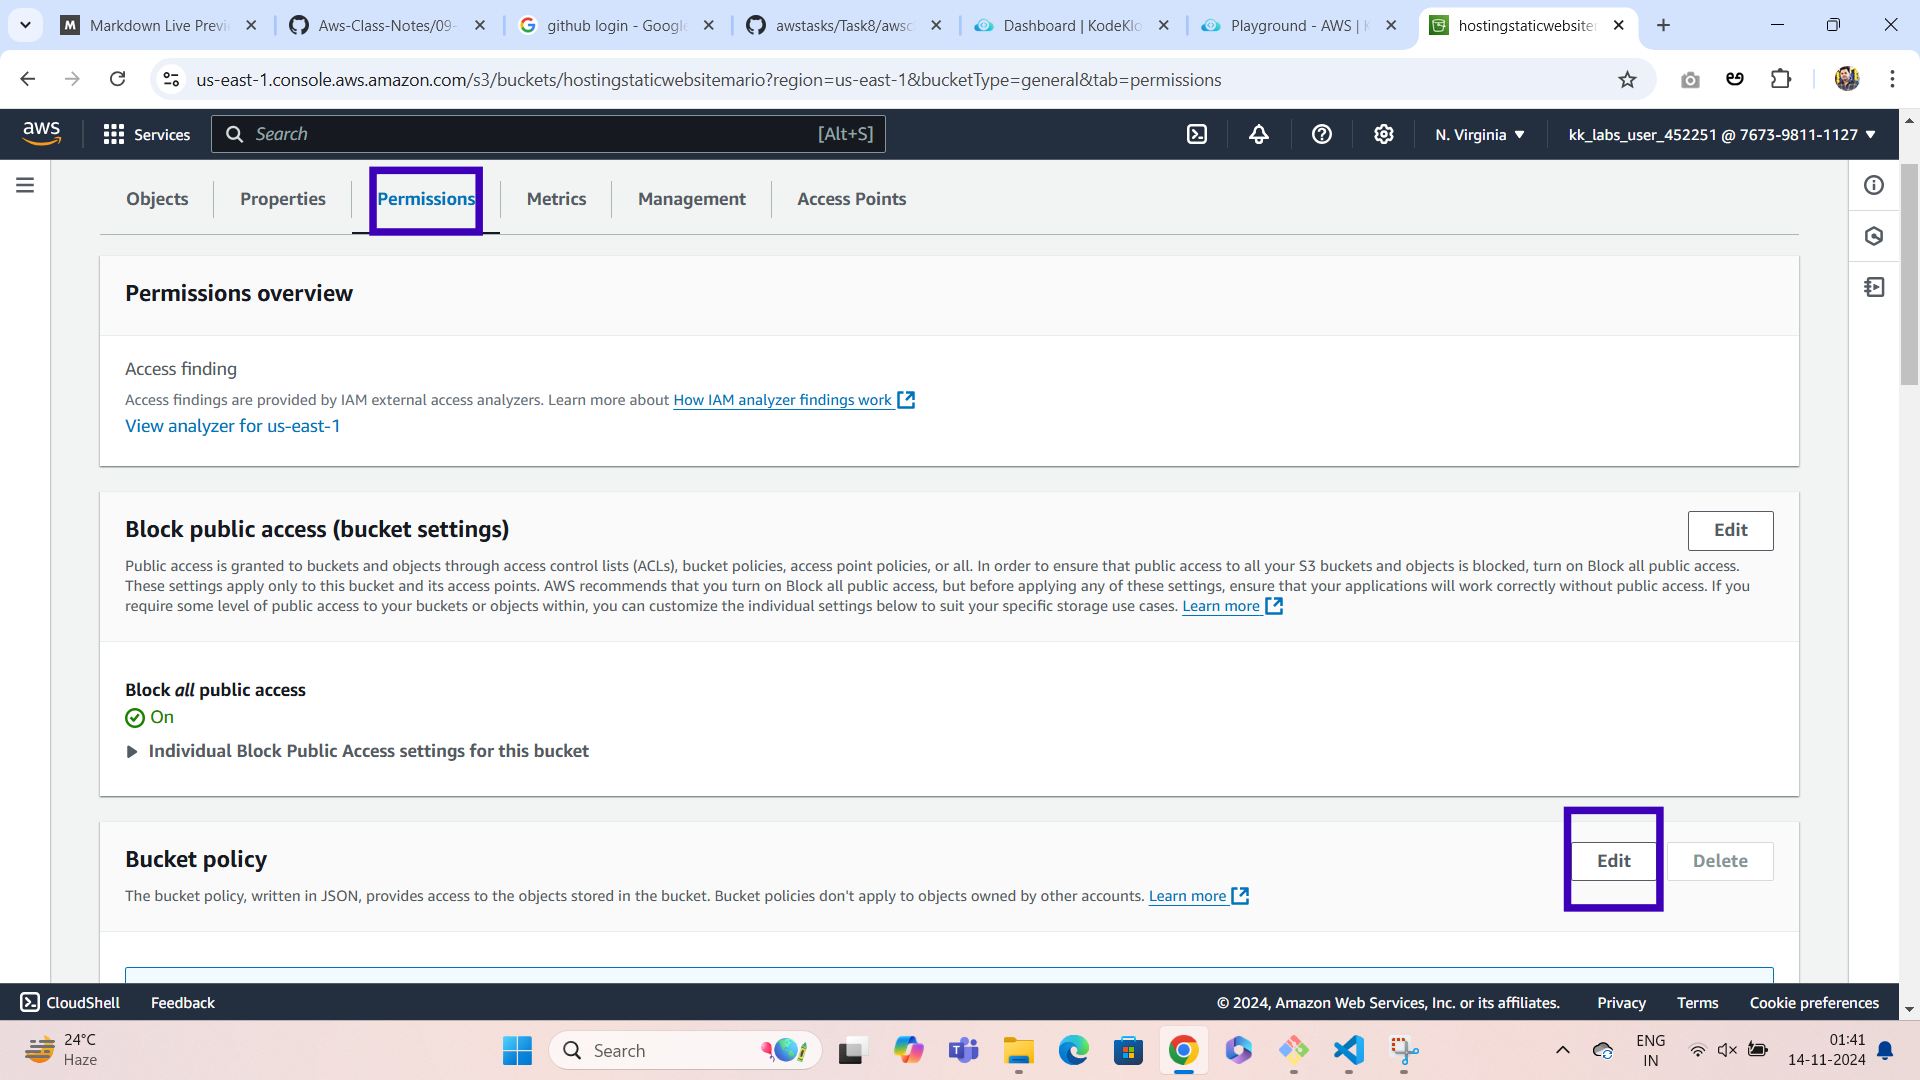 Markdown Live Previe
Aws-Class-Notes/09-
github login - Google
awstasks/Task8/awsc
Dashboard | KodeKlo
Playground - AWS | K
hostingstaticwebsiter
us-east-1.console.aws.amazon.com/s3/buckets/hostingstaticwebsitemario?region=us-east-1&bucketType=general&tab=permissions
aws
Services
Search
[Alt+S]
N. Virginia
kk_labs_user_452251 @ 7673-9811-1127
Objects
Properties
Permissions
Metrics
Management
Access Points
Permissions overview
Access finding
Access findings are provided by IAM external access analyzers. Learn more about How IAM analyzer findings work
View analyzer for us-east-1
Block public access (bucket settings)
Edit
Public access is granted to buckets and objects through access control lists (ACLs), bucket policies, access point policies, or all. In order to ensure that public access to all your S3 buckets and objects is blocked, turn on Block all public access.
These settings apply only to this bucket and its access points. AWS recommends that you turn on Block all public access, but before applying any of these settings, ensure that your applications will work correctly without public access. If you
require some level of public access to your buckets or objects within, you can customize the individual settings below to suit your specific storage use cases. Learn more
Block all public access
On
Individual Block Public Access settings for this bucket
Bucket policy
Edit
Delete
The bucket policy, written in JSON, provides access to the objects stored in the bucket. Bucket policies don't apply to objects owned by other accounts. Learn more
CloudShell
Feedback
© 2024, Amazon Web Services, Inc. or its affiliates.
Privacy
Terms
Cookie preferences
24°C
Haze
Search
ENG
IN
01:41
14-11-2024